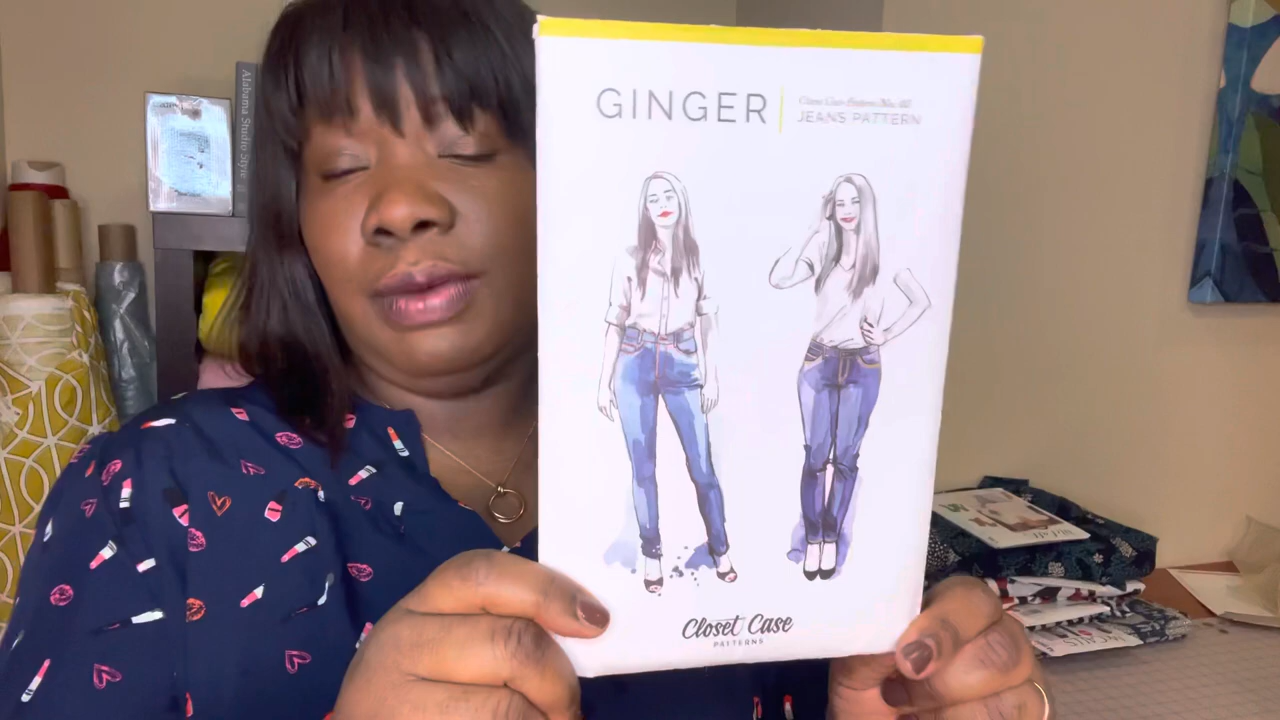 Alabama Studio Style
GINGER
JEANS PATTERN
Closet Case
PATTERNS